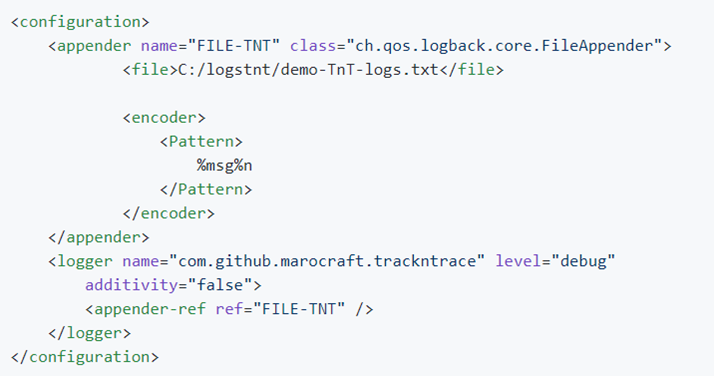 <configuration>
    <appender name="FILE-TNT" class="ch.qos.logback.core.FileAppender">
            <file>C:/logstnt/demo-TnT-logs.txt</file>

            <encoder>
                <Pattern>
                    %msg%n
                </Pattern>
            </encoder>
    </appender>
    <logger name="com.github.marocraft.trackntrace" level="debug"
        additivity="false">
        <appender-ref ref="FILE-TNT" />
    </logger>
</configuration>